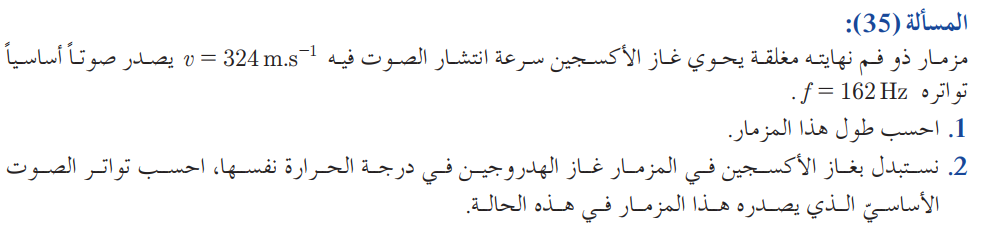 المسألة (35):
مزمار ذو فم نهايته مغلقة يحوي غاز الأكسجين سرعة انتشار الصوت فيه v = 324 m.s⁻¹ يصدر صوتاً أساسياً
تواتره f = 162 Hz .
1. احسب طول هذا المزمار.
2. نستبدل بغاز الأكسجين في المزمار غاز الهدروجين في درجة الحرارة نفسها، احسب تواتر الصوت
الأساسيّ الذي يصدره هذا المزمار في هذه الحالة.